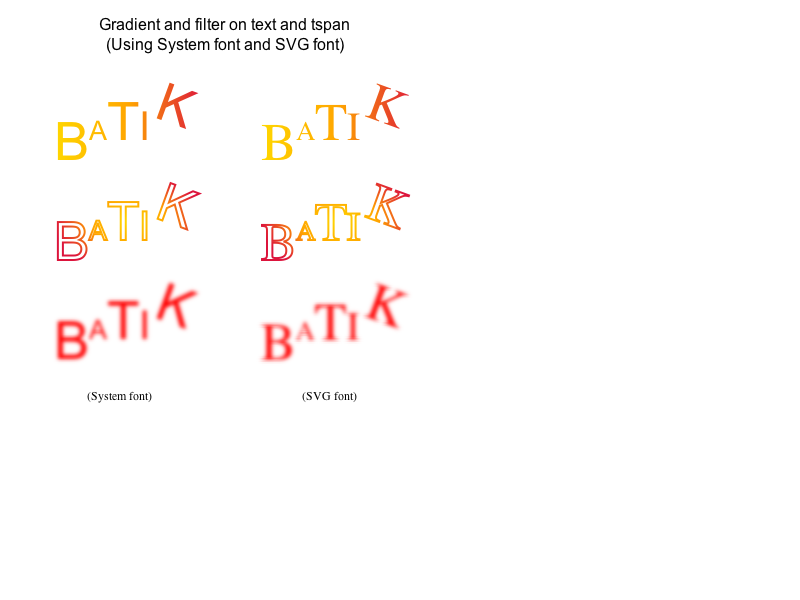 Gradient and filter on text and tspan
(Using System font and SVG font)
BATIK BATIK
BATIK BATIK
BATIK BATIK
(System font) (SVG font)